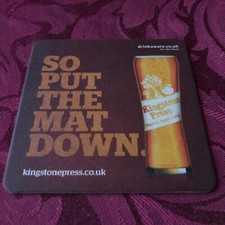 drinkaware.co.uk
SO
PUT
THE
MAT
DOWN.
Kingstone
Press
kingstonepress.co.uk